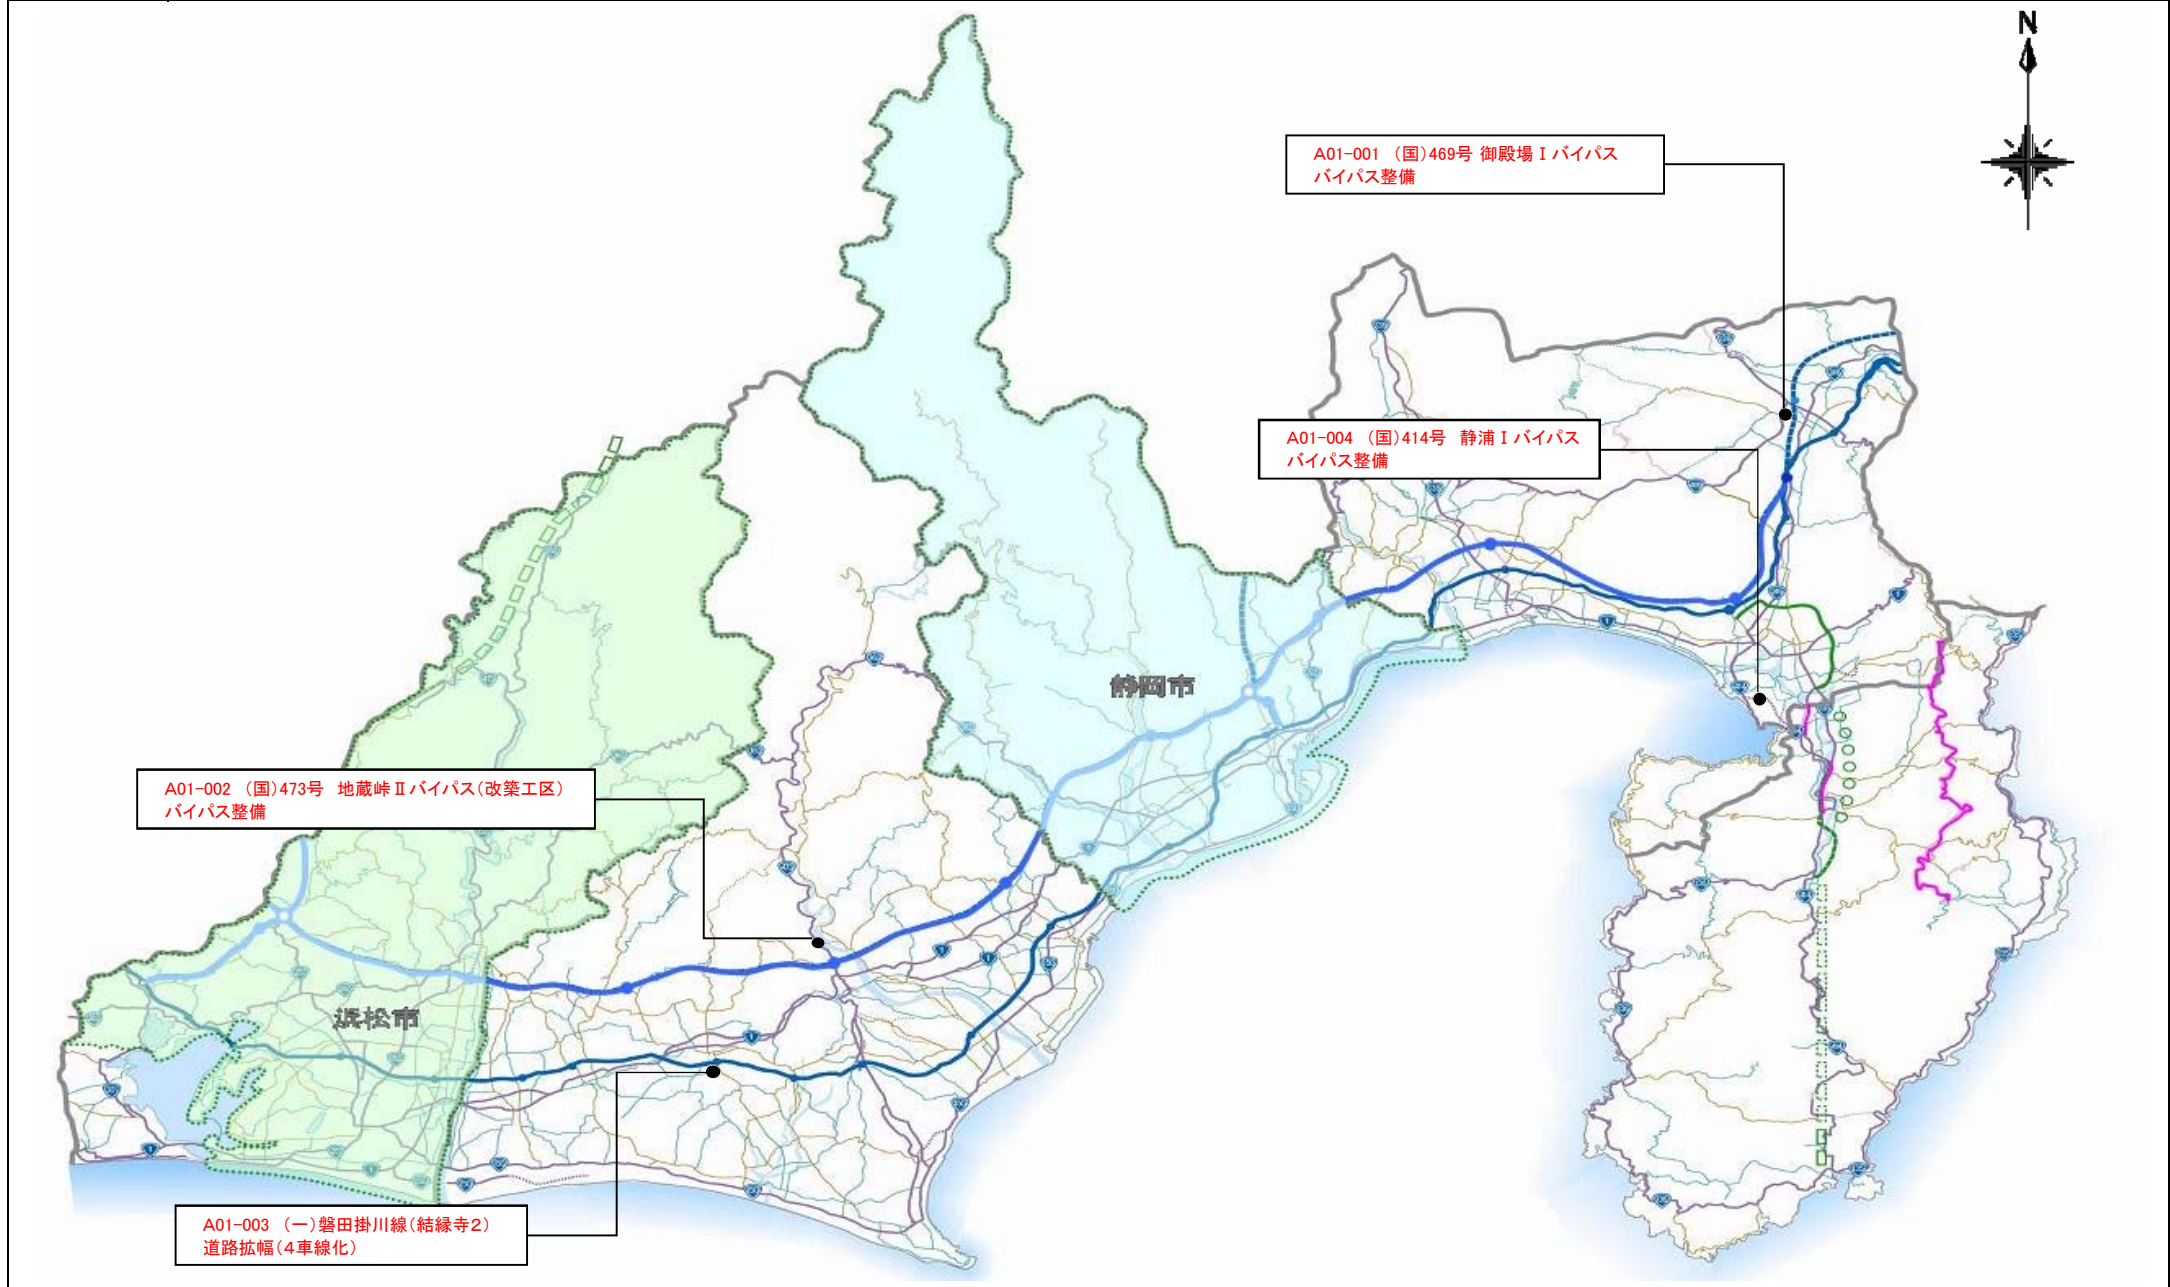 N
A01-001 (国)469号 御殿場Ⅰバイパス
バイパス整備
A01-004 (国)414号 静浦Ⅰバイパス
バイパス整備
静岡市
A01-002 (国)473号 地蔵峠Ⅱバイパス(改築工区)
バイパス整備
浜松市
A01-003 (一)磐田掛川線(結縁寺2)
道路拡幅(4車線化)